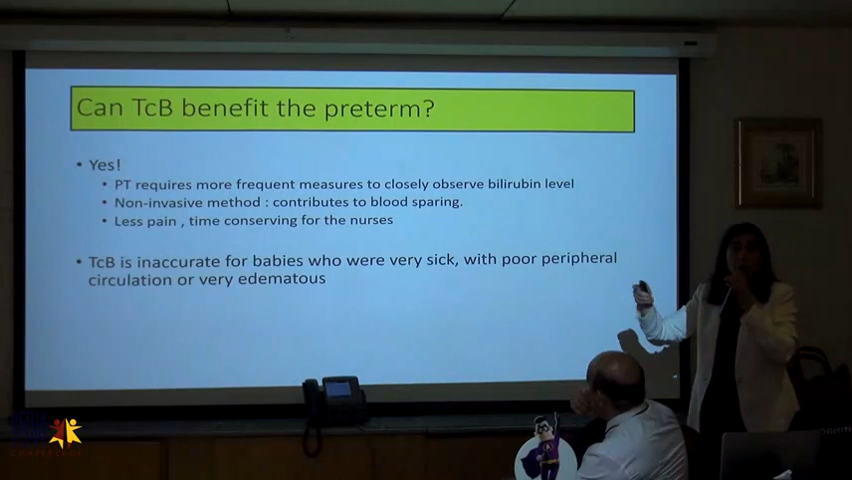 Can TcB benefit the preterm?
• Yes!
• PT requires more frequent measures to closely observe bilirubin level
• Non-invasive method : contributes to blood sparing.
• Less pain , time conserving for the nurses
• TcB is inaccurate for babies who were very sick, with poor peripheral
circulation or very edematous